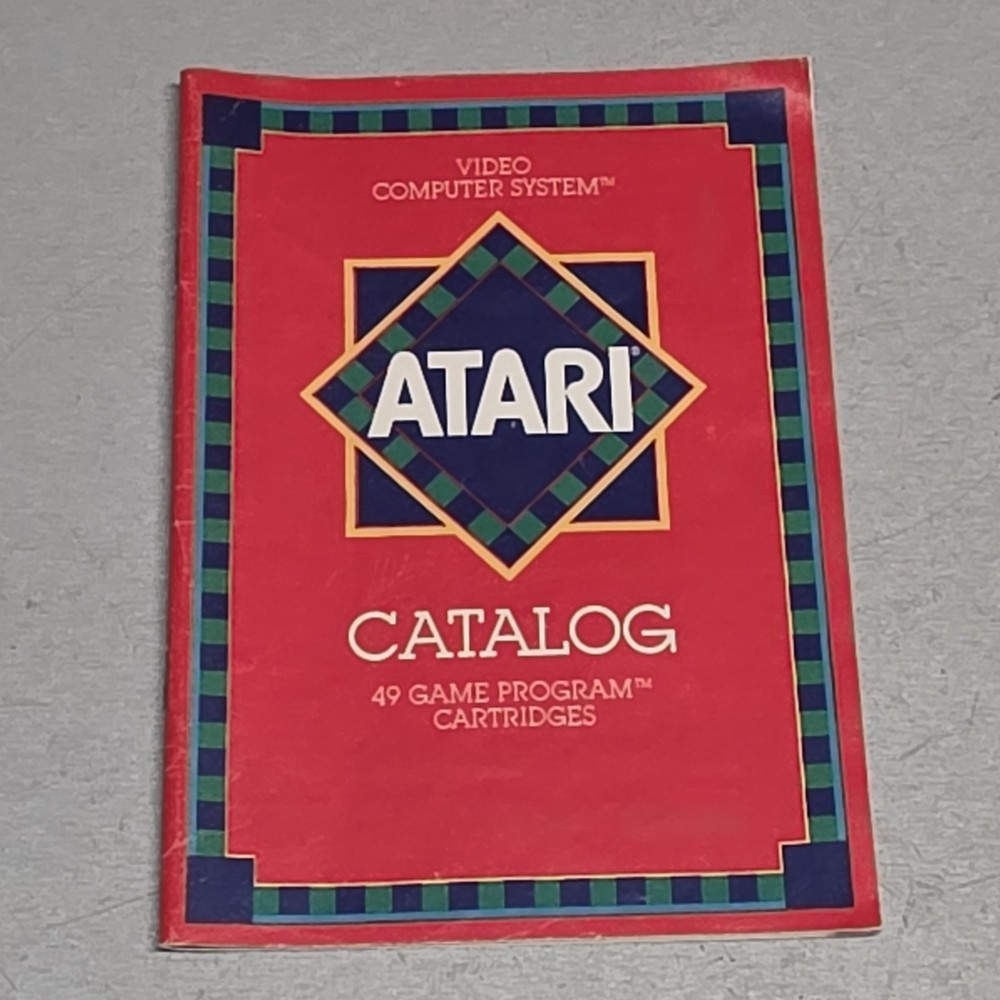 VIDEO
COMPUTER SYSTEM™
ATARI®
CATALOG
49 GAME PROGRAM™
CARTRIDGES